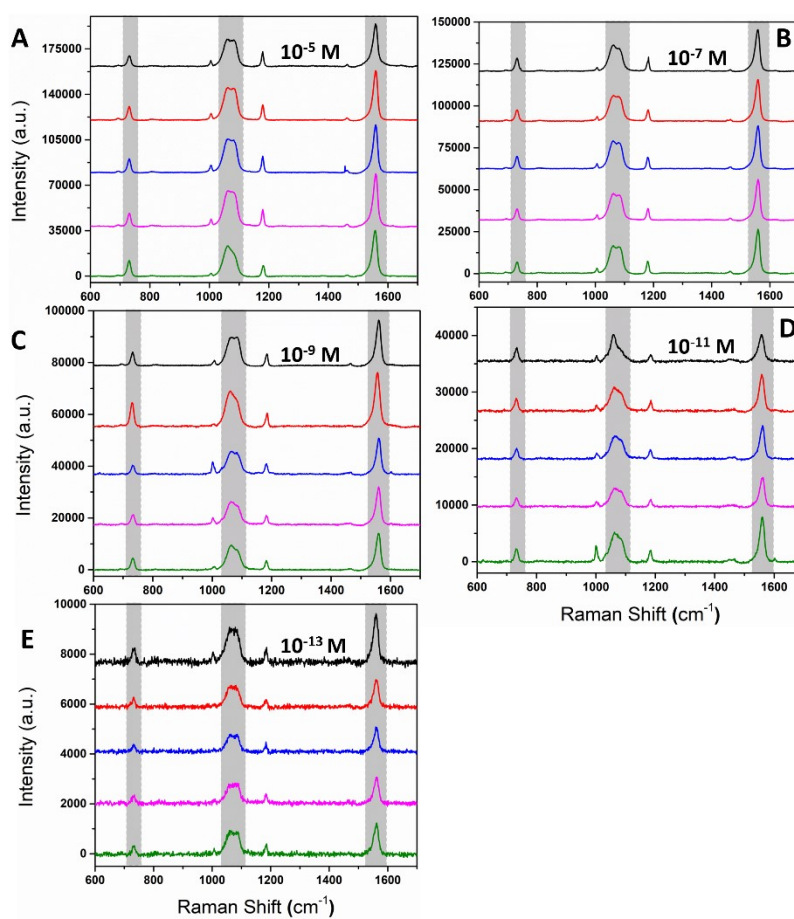 A
10⁻⁵ M
175000
140000
105000
70000
35000
0
600 800 1000 1200 1400 1600
Intensity (a.u.)
B
10⁻⁷ M
150000
125000
100000
75000
50000
25000
0
600 800 1000 1200 1400 1600
C
10⁻⁹ M
100000
80000
60000
40000
20000
0
600 800 1000 1200 1400 1600
Intensity (a.u.)
D
10⁻¹¹ M
40000
30000
20000
10000
0
600 800 1000 1200 1400 1600
Raman Shift (cm⁻¹)
E
10⁻¹³ M
10000
8000
6000
4000
2000
0
600 800 1000 1200 1400 1600
Intensity (a.u.)
Raman Shift (cm⁻¹)